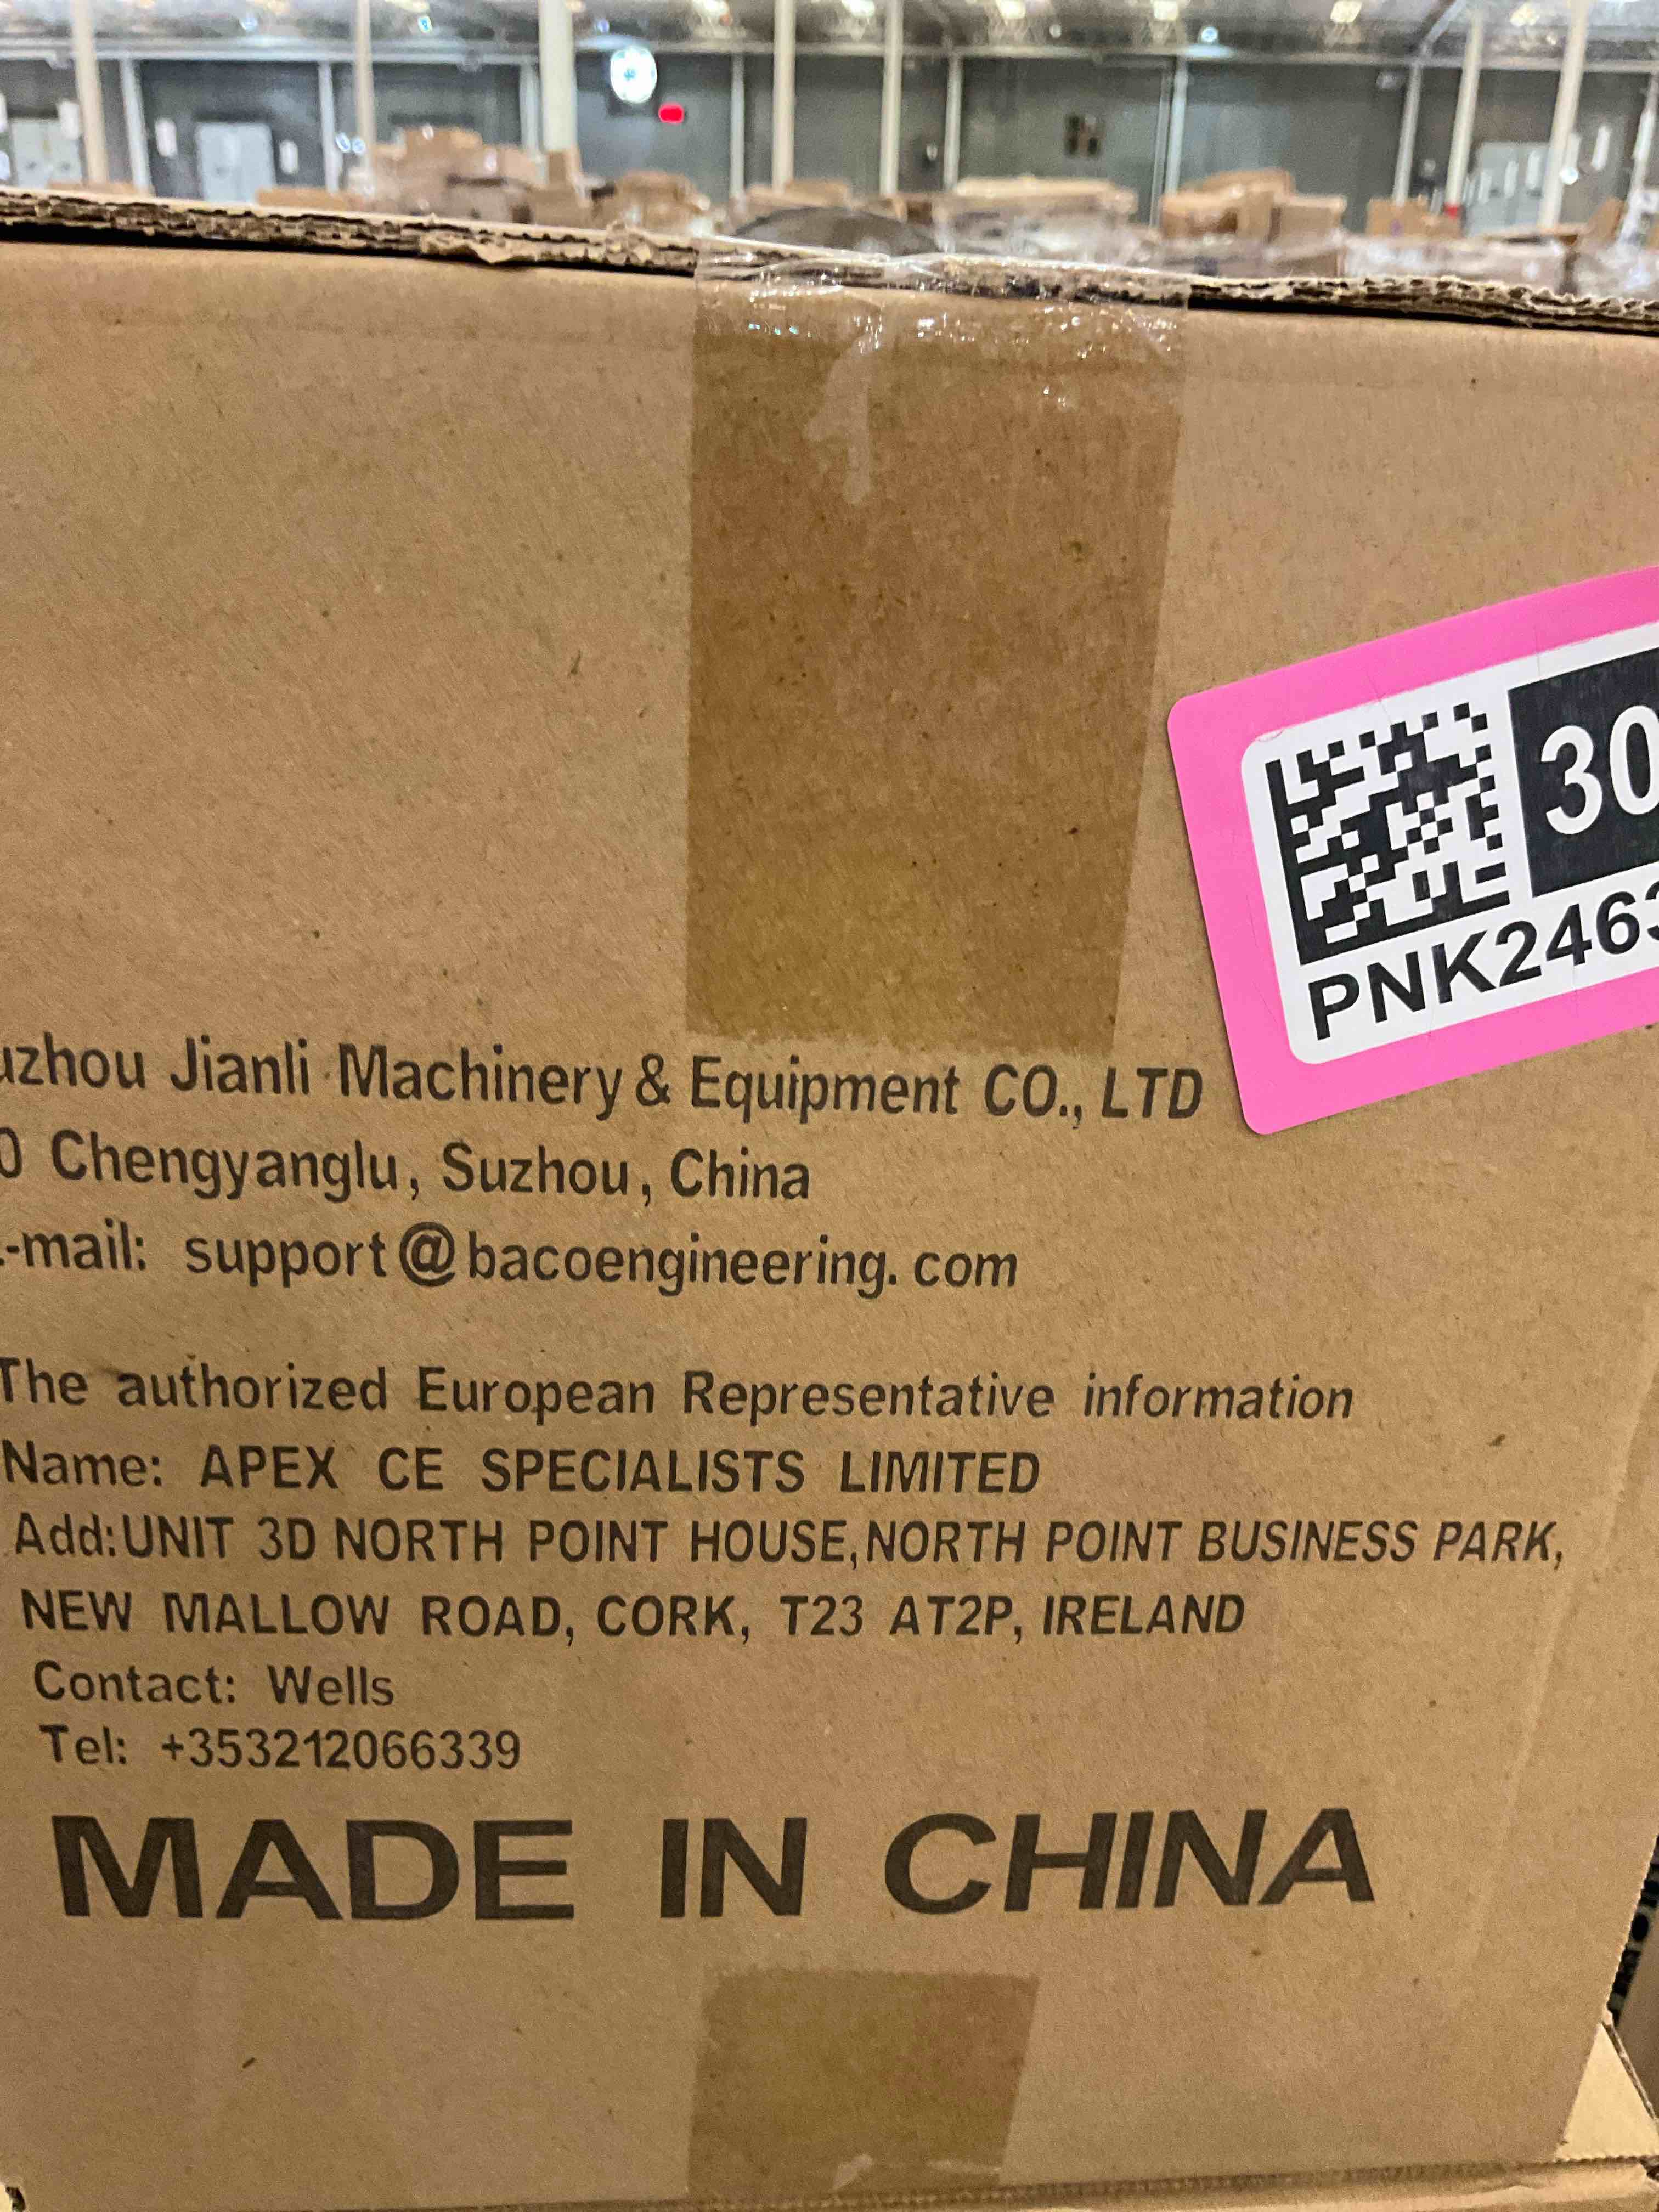 30
PNK2463
uzhou Jianli Machinery & Equipment CO., LTD
0 Chengyanglu, Suzhou, China
-mail: support@bacoengineering.com
The authorized European Representative information
Name: APEX CE SPECIALISTS LIMITED
Add:UNIT 3D NORTH POINT HOUSE,NORTH POINT BUSINESS PARK,
NEW MALLOW ROAD, CORK, T23 AT2P, IRELAND
Contact: Wells
Tel: +353212066339
MADE IN CHINA